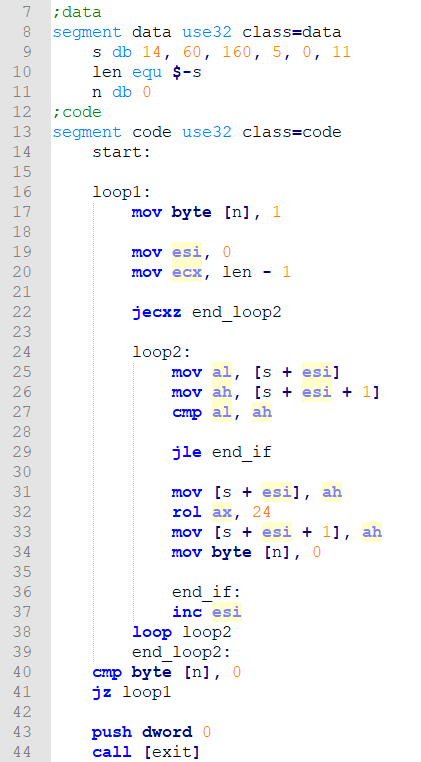 7 ;data
8 segment data use32 class=data
9 s db 14, 60, 160, 5, 0, 11
10 len equ $-s
11 n db 0
12 ;code
13 segment code use32 class=code
14 start:
15
16 loop1:
17 mov byte [n], 1
18
19 mov esi, 0
20 mov ecx, len - 1
21
22 jecxz end_loop2
23
24 loop2:
25 mov al, [s + esi]
26 mov ah, [s + esi + 1]
27 cmp al, ah
28
29 jle end_if
30
31 mov [s + esi], ah
32 rol ax, 24
33 mov [s + esi + 1], ah
34 mov byte [n], 0
35
36 end_if:
37 inc esi
38 loop loop2
39 end_loop2:
40 cmp byte [n], 0
41 jz loop1
42
43 push dword 0
44 call [exit]